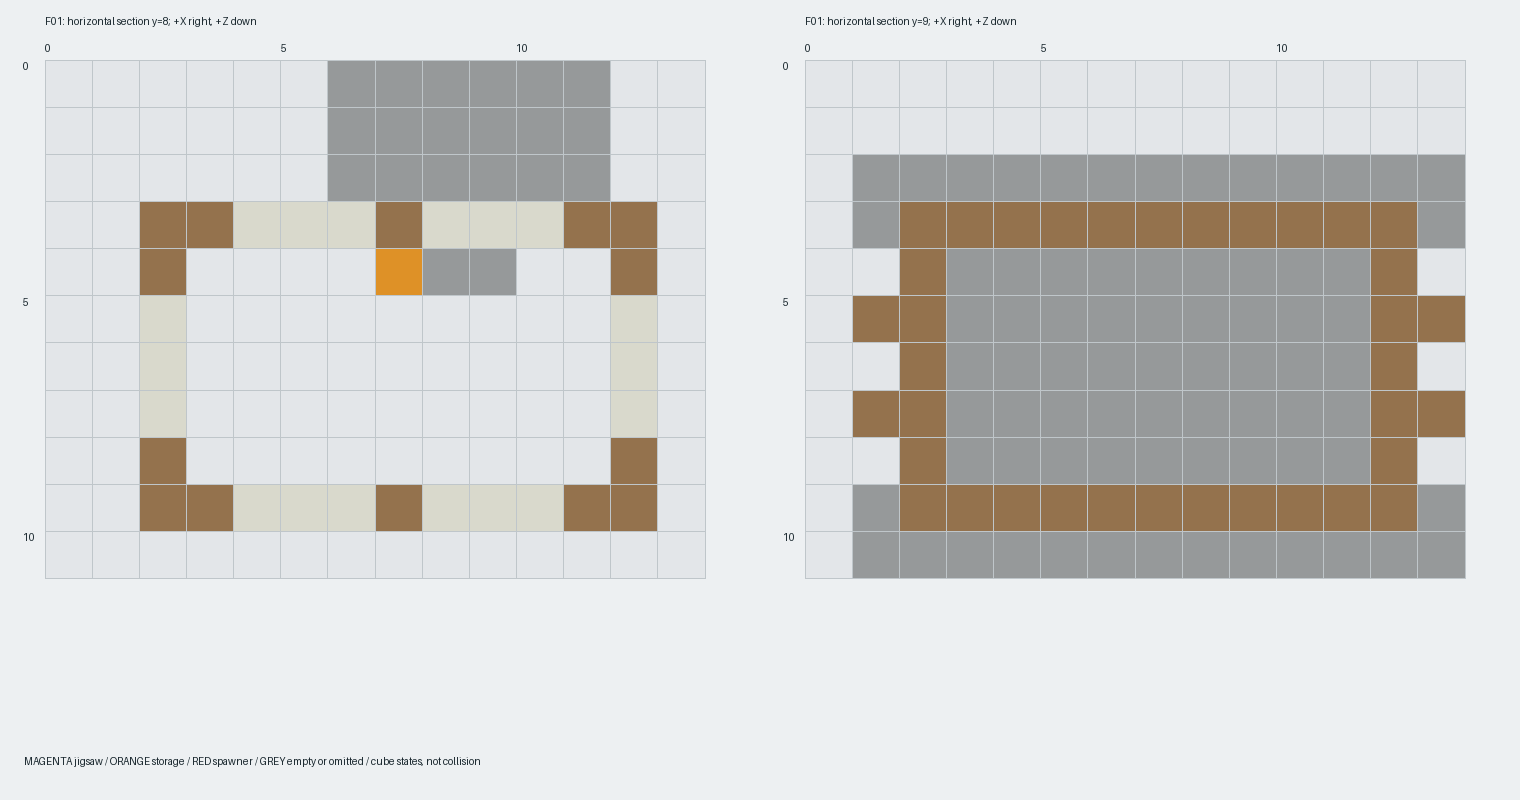 F01: horizontal section y=8; +X right, +Z down
0 5 10
0
5
10
F01: horizontal section y=9; +X right, +Z down
0 5 10
0
5
10
MAGENTA jigsaw / ORANGE storage / RED spawner / GREY empty or omitted / cube states, not collision